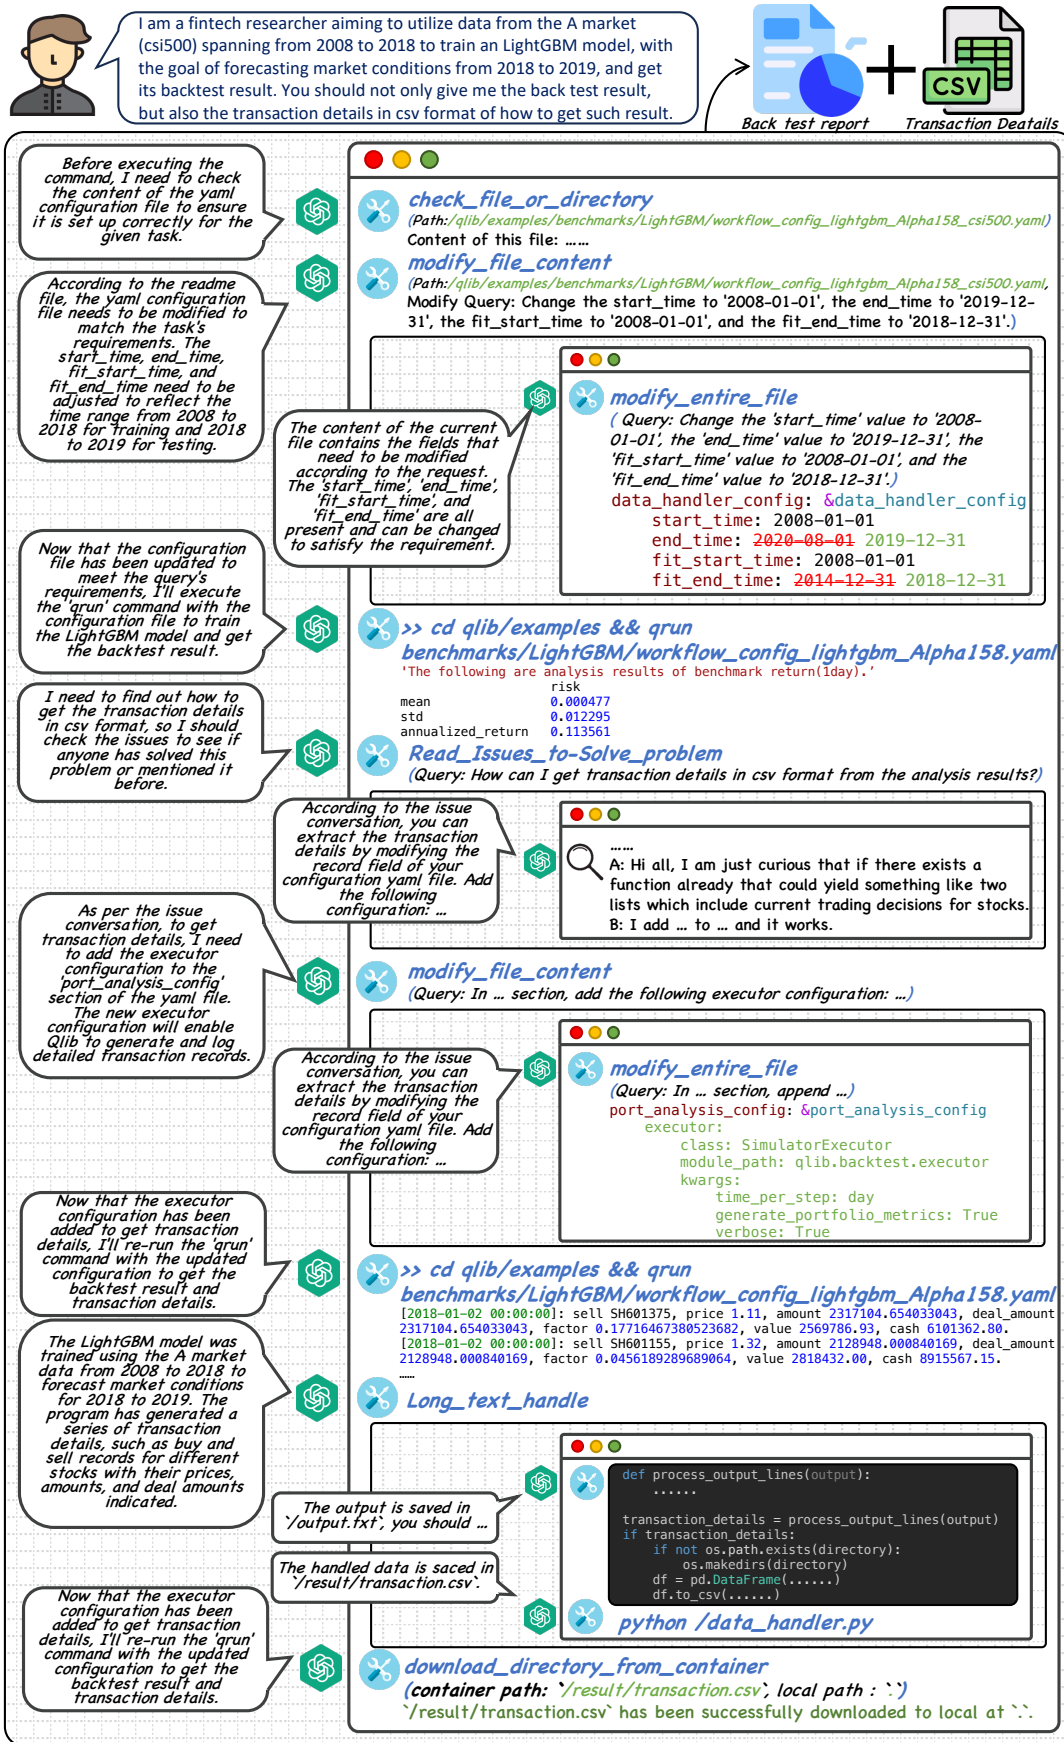 I am a fintech researcher aiming to utilize data from the A market
(csi500) spanning from 2008 to 2018 to train an LightGBM model, with
the goal of forecasting market conditions from 2018 to 2019, and get
its backtest result. You should not only give me the back test result,
but also the transaction details in csv format of how to get such result.
CSV
Back test report
Transaction Deatails
Before executing the
command, I need to check
the content of the yaml
configuration file to ensure
it is set up correctly for the
given task.
check_file_or_directory
(Path:/qlib/examples/benchmarks/LightGBM/workflow_config_lightgbm_Alpha158_csi500.yaml)
Content of this file: ……
According to the readme
file, the yaml configuration
file needs to be modified to
match the task's
requirements. The
start_time, end_time,
fit_start_time, and
fit_end_time need to be
adjusted to reflect the
time range from 2008 to
2018 for training and 2018
to 2019 for testing.
modify_file_content
(Path:/qlib/examples/benchmarks/LightGBM/workflow_config_lightgbm_Alpha158_csi500.yaml,
Modify Query: Change the start_time to '2008-01-01', the end_time to '2019-12-
31', the fit_start_time to '2008-01-01', and the fit_end_time to '2018-12-31'.)
The content of the current
file contains the fields that
need to be modified
according to the request.
The 'start_time', 'end_time',
'fit_start_time', and
'fit_end_time' are all
present and can be changed
to satisfy the requirement.
modify_entire_file
( Query: Change the 'start_time' value to '2008-
01-01', the 'end_time' value to '2019-12-31', the
'fit_start_time' value to '2008-01-01', and the
'fit_end_time' value to '2018-12-31'.)
data_handler_config: &data_handler_config
start_time: 2008-01-01
end_time: 2020-08-01 2019-12-31
fit_start_time: 2008-01-01
fit_end_time: 2014-12-31 2018-12-31
Now that the configuration
file has been updated to
meet the query's
requirements, I'll execute
the 'qrun' command with the
configuration file to train
the LightGBM model and get
the backtest result.
>> cd qlib/examples && qrun
benchmarks/LightGBM/workflow_config_lightgbm_Alpha158.yaml
'The following are analysis results of benchmark return(1day).'
risk
mean 0.000477
std 0.012295
annualized_return 0.113561
I need to find out how to
get the transaction details
in csv format, so I should
check the issues to see if
anyone has solved this
problem or mentioned it
before.
Read_Issues_to-Solve_problem
(Query: How can I get transaction details in csv format from the analysis results?)
According to the issue
conversation, you can
extract the transaction
details by modifying the
record field of your
configuration yaml file. Add
the following
configuration: …
……
A: Hi all, I am just curious that if there exists a
function already that could yield something like two
lists which include current trading decisions for stocks.
B: I add … to … and it works.
As per the issue
conversation, to get
transaction details, I need
to add the executor
configuration to the
'port_analysis_config'
section of the yaml file.
The new executor
configuration will enable
Qlib to generate and log
detailed transaction records.
modify_file_content
(Query: In … section, add the following executor configuration: …)
According to the issue
conversation, you can
extract the transaction
details by modifying the
record field of your
configuration yaml file. Add
the following
configuration: …
modify_entire_file
(Query: In … section, append …)
port_analysis_config: &port_analysis_config
executor:
class: SimulatorExecutor
module_path: qlib.backtest.executor
kwargs:
time_per_step: day
generate_portfolio_metrics: True
verbose: True
Now that the executor
configuration has been
added to get transaction
details, I'll re-run the 'qrun'
command with the updated
configuration to get the
backtest result and
transaction details.
>> cd qlib/examples && qrun
benchmarks/LightGBM/workflow_config_lightgbm_Alpha158.yaml
[2018-01-02 00:00:00]: sell SH601375, price 1.11, amount 2317104.654033043, deal_amount
2317104.654033043, factor 0.17716467380523682, value 2569786.93, cash 6101362.80.
[2018-01-02 00:00:00]: sell SH601155, price 1.32, amount 2128948.000840169, deal_amount
2128948.000840169, factor 0.0456189289689064, value 2818432.00, cash 8915567.15.
……
The LightGBM model was
trained using the A market
data from 2008 to 2018 to
forecast market conditions
for 2018 to 2019. The
program has generated a
series of transaction
details, such as buy and
sell records for different
stocks with their prices,
amounts, and deal amounts
indicated.
Long_text_handle
The output is saved in
`/output.txt`, you should …
def process_output_lines(output):
......
transaction_details = process_output_lines(output)
if transaction_details:
if not os.path.exists(directory):
os.makedirs(directory)
df = pd.DataFrame(......)
df.to_csv(......)
The handled data is saced in
`/result/transaction.csv`.
python /data_handler.py
Now that the executor
configuration has been
added to get transaction
details, I'll re-run the 'qrun'
command with the updated
configuration to get the
backtest result and
transaction details.
download_directory_from_container
(container path: `/result/transaction.csv`, local path : `.`)
`/result/transaction.csv` has been successfully downloaded to local at `.`.